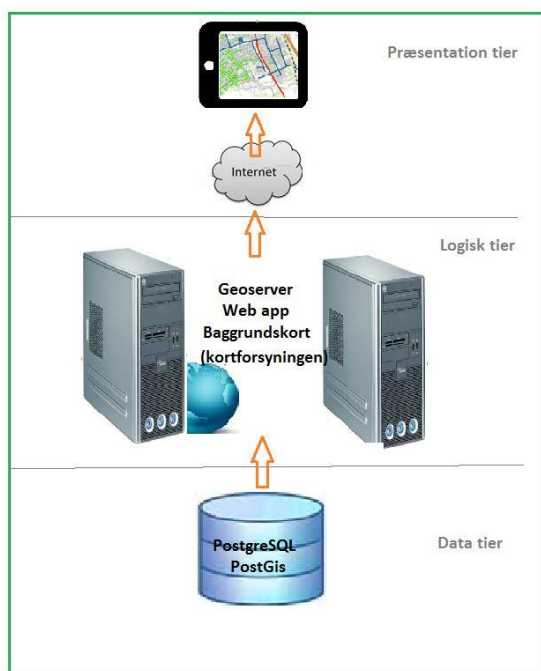 Præsentation tier
Internet
Logisk tier
Geoserver
Web app
Baggrundskort
(kortforsyningen)
PostgreSQL
PostGis
Data tier